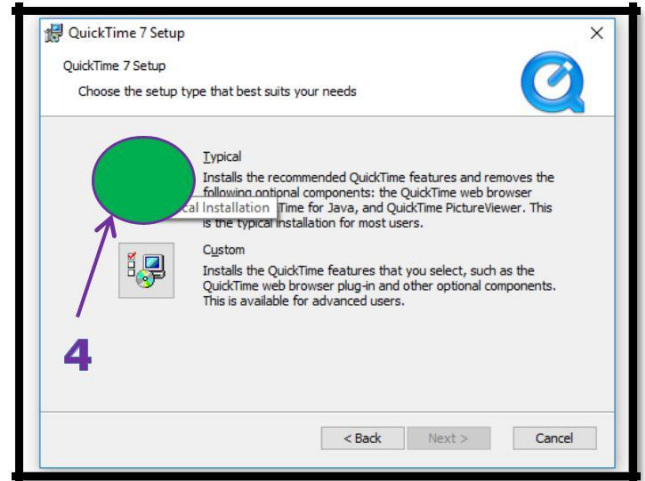 QuickTime 7 Setup
QuickTime 7 Setup
Choose the setup type that best suits your needs
Typical
Installs the recommended QuickTime features and removes the
following optional components: the QuickTime web browser
cal Installation Time for Java, and QuickTime PictureViewer. This
is the typical installation for most users.
Custom
Installs the QuickTime features that you select, such as the
QuickTime web browser plug-in and other optional components.
This is available for advanced users.
4
< Back Next > Cancel